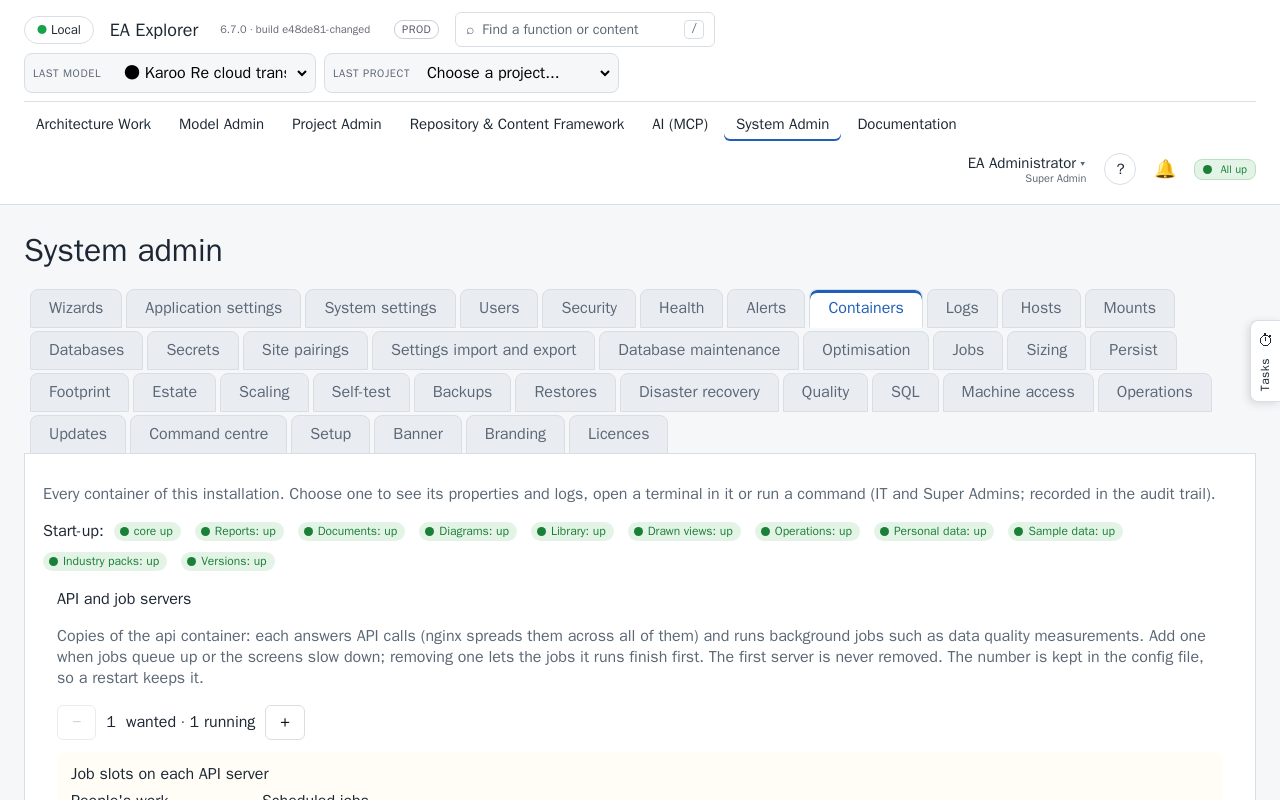 Local EA Explorer 6.7.0 · build e48de81-changed PROD Find a function or content /
LAST MODEL Karoo Re cloud trans LAST PROJECT Choose a project...
Architecture Work Model Admin Project Admin Repository & Content Framework AI (MCP) System Admin Documentation
EA Administrator ▾ ? All up
Super Admin
System admin
Wizards Application settings System settings Users Security Health Alerts Containers Logs Hosts Mounts
Databases Secrets Site pairings Settings import and export Database maintenance Optimisation Jobs Sizing Persist
Footprint Estate Scaling Self-test Backups Restores Disaster recovery Quality SQL Machine access Operations
Updates Command centre Setup Banner Branding Licences
Tasks
Every container of this installation. Choose one to see its properties and logs, open a terminal in it or run a command (IT and Super Admins; recorded in the audit trail).
Start-up: core up Reports: up Documents: up Diagrams: up Library: up Drawn views: up Operations: up Personal data: up Sample data: up
Industry packs: up Versions: up
API and job servers
Copies of the api container: each answers API calls (nginx spreads them across all of them) and runs background jobs such as data quality measurements. Add one
when jobs queue up or the screens slow down; removing one lets the jobs it runs finish first. The first server is never removed. The number is kept in the config file,
so a restart keeps it.
− 1 wanted · 1 running +
Job slots on each API server
People's work Scheduled jobs